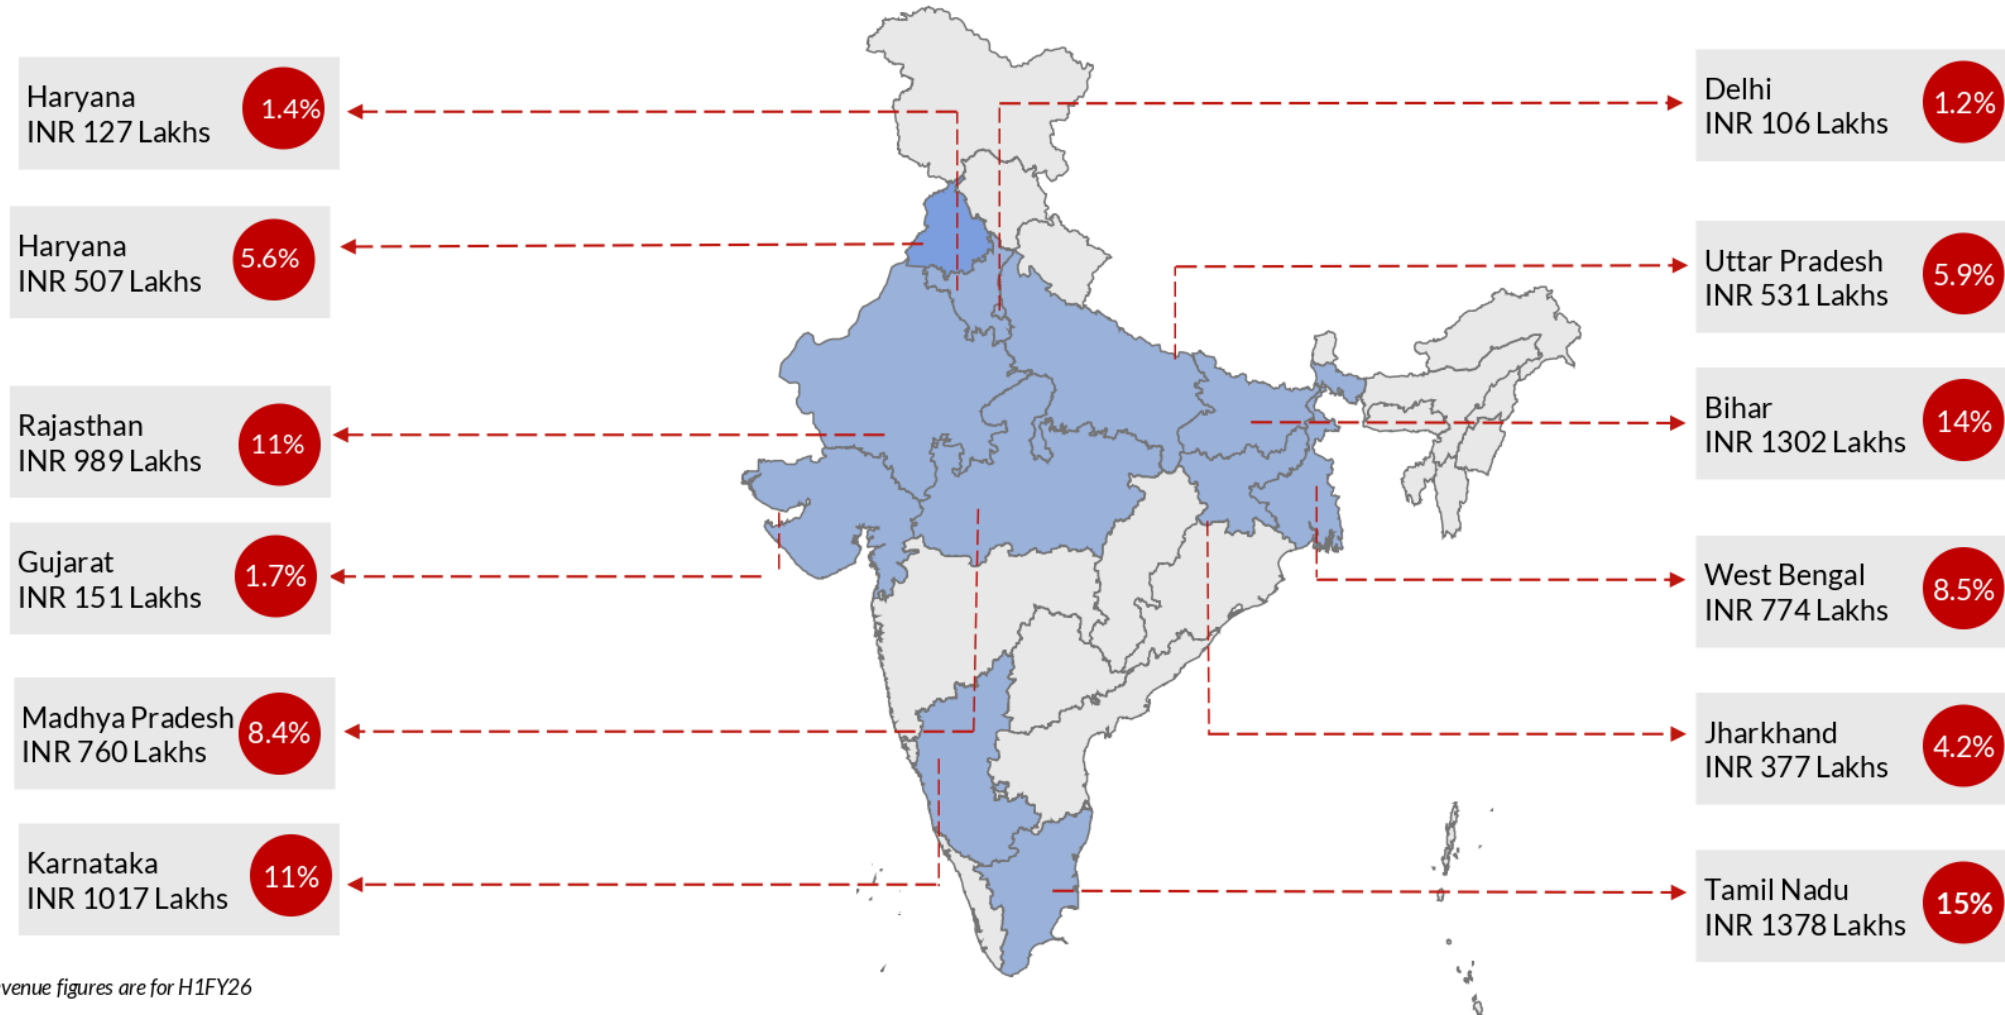 Haryana
INR 127 Lakhs
1.4%
Haryana
INR 507 Lakhs
5.6%
Rajasthan
INR 989 Lakhs
11%
Gujarat
INR 151 Lakhs
1.7%
Madhya Pradesh
INR 760 Lakhs
8.4%
Karnataka
INR 1017 Lakhs
11%
Delhi
INR 106 Lakhs
1.2%
Uttar Pradesh
INR 531 Lakhs
5.9%
Bihar
INR 1302 Lakhs
14%
West Bengal
INR 774 Lakhs
8.5%
Jharkhand
INR 377 Lakhs
4.2%
Tamil Nadu
INR 1378 Lakhs
15%
venue figures are for H1FY26